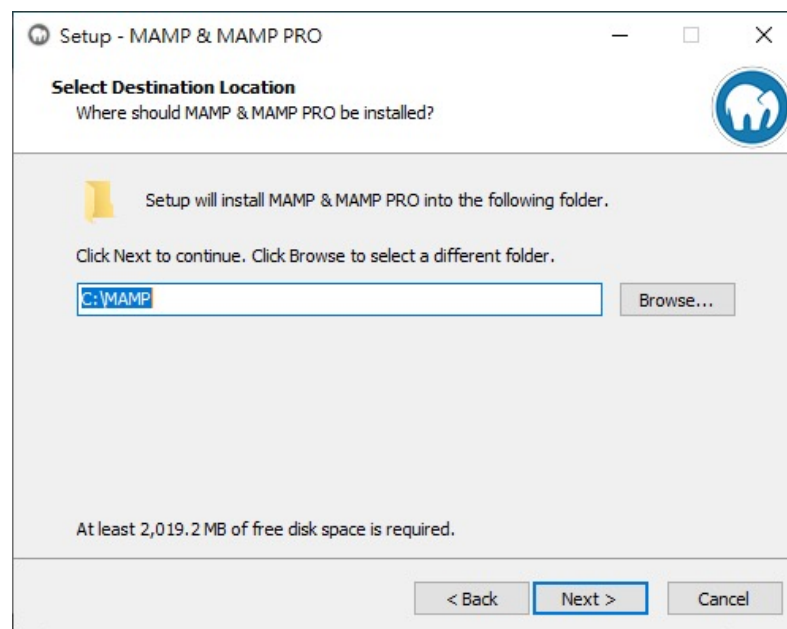 Setup - MAMP & MAMP PRO
Select Destination Location
Where should MAMP & MAMP PRO be installed?
Setup will install MAMP & MAMP PRO into the following folder.
Click Next to continue. Click Browse to select a different folder.
C:\MAMP
Browse...
At least 2,019.2 MB of free disk space is required.
< Back
Next >
Cancel